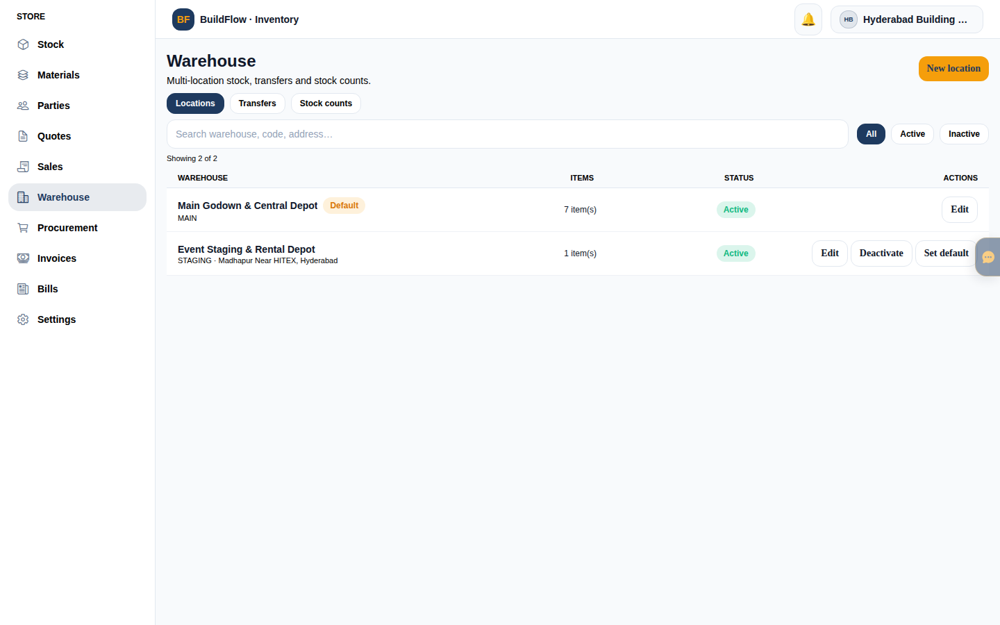 STORE
Stock
Materials
Parties
Quotes
Sales
Warehouse
Procurement
Invoices
Bills
Settings
BF BuildFlow · Inventory
HB Hyderabad Building ...
Warehouse
Multi-location stock, transfers and stock counts.
New location
Locations Transfers Stock counts
Search warehouse, code, address… All Active Inactive
Showing 2 of 2
WAREHOUSE ITEMS STATUS ACTIONS
Main Godown & Central Depot Default 7 item(s) Active Edit
MAIN
Event Staging & Rental Depot 1 item(s) Active Edit Deactivate Set default
STAGING · Madhapur Near HITEX, Hyderabad